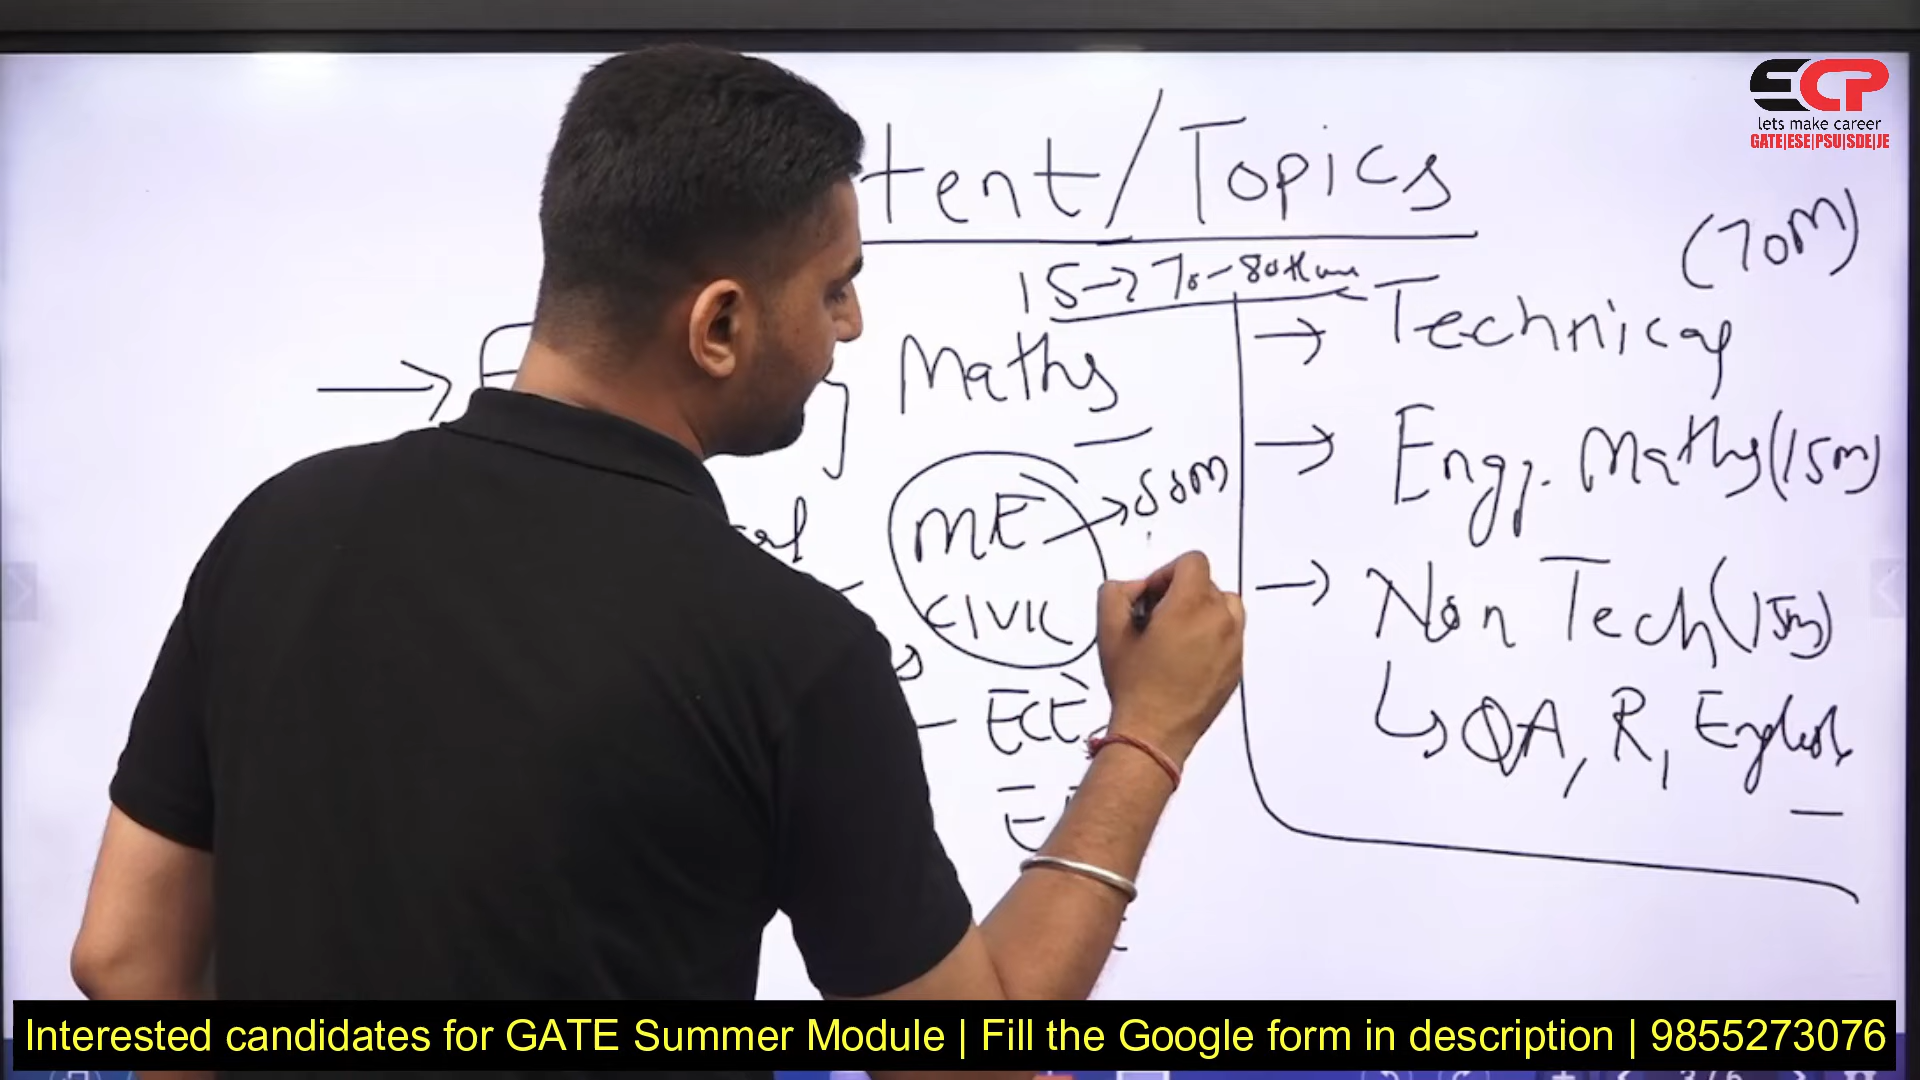 ECP
lets make career
GATE|ESE|PSU|SDE|JE
tent/Topics
(70M)
15→70-80
Maths
→ Technical
→ Engg. Maths (15m)
ME
CIVIL
→ Non Tech (15m)
↳ QA, R, English
ECE
Interested candidates for GATE Summer Module | Fill the Google form in description | 9855273076